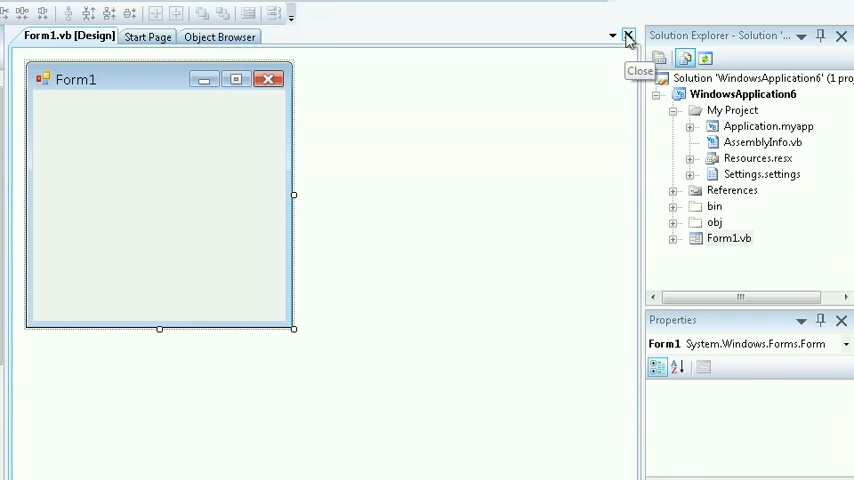 Form1.vb [Design] Start Page Object Browser
Close
Form1
Solution Explorer - Solution '...
Solution 'WindowsApplication6' (1 proj
WindowsApplication6
My Project
Application.myapp
AssemblyInfo.vb
Resources.resx
Settings.settings
References
bin
obj
Form1.vb
Properties
Form1 System.Windows.Forms.Form